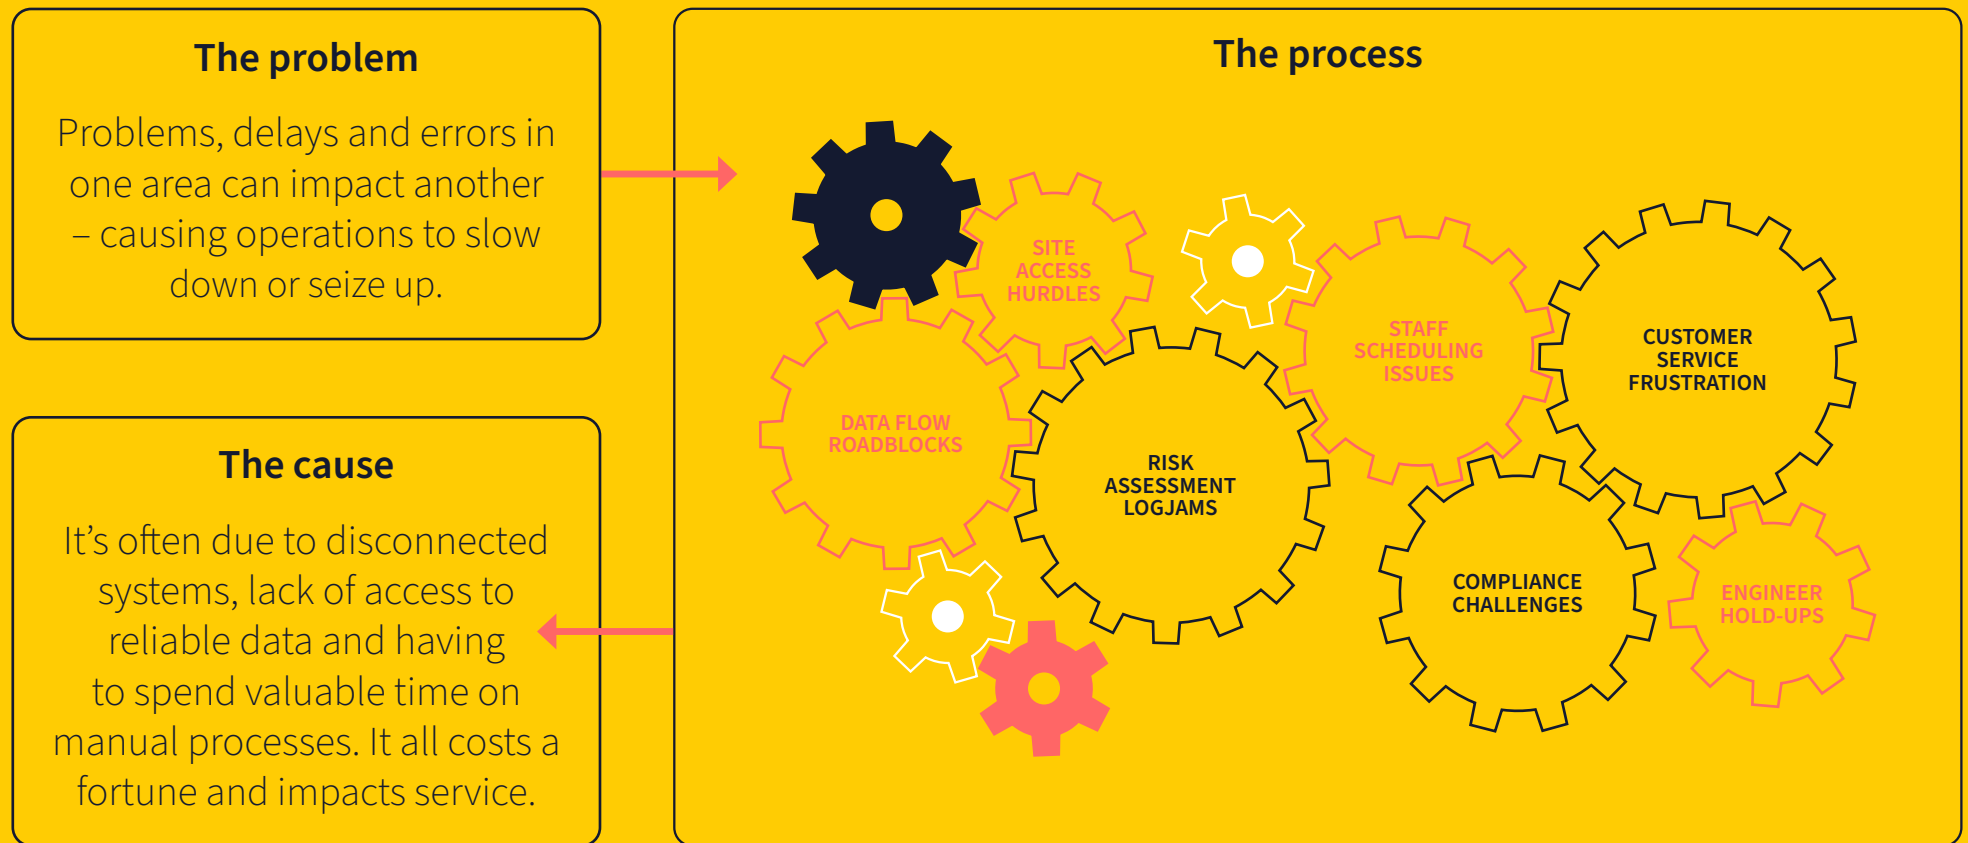 The problem
Problems, delays and errors in
one area can impact another
– causing operations to slow
down or seize up.
The cause
It’s often due to disconnected
systems, lack of access to
reliable data and having
to spend valuable time on
manual processes. It all costs a
fortune and impacts service.
The process
SITE
ACCESS
HURDLES
DATA FLOW
ROADBLOCKS
RISK
ASSESSMENT
LOGJAMS
STAFF
SCHEDULING
ISSUES
CUSTOMER
SERVICE
FRUSTRATION
COMPLIANCE
CHALLENGES
ENGINEER
HOLD-UPS